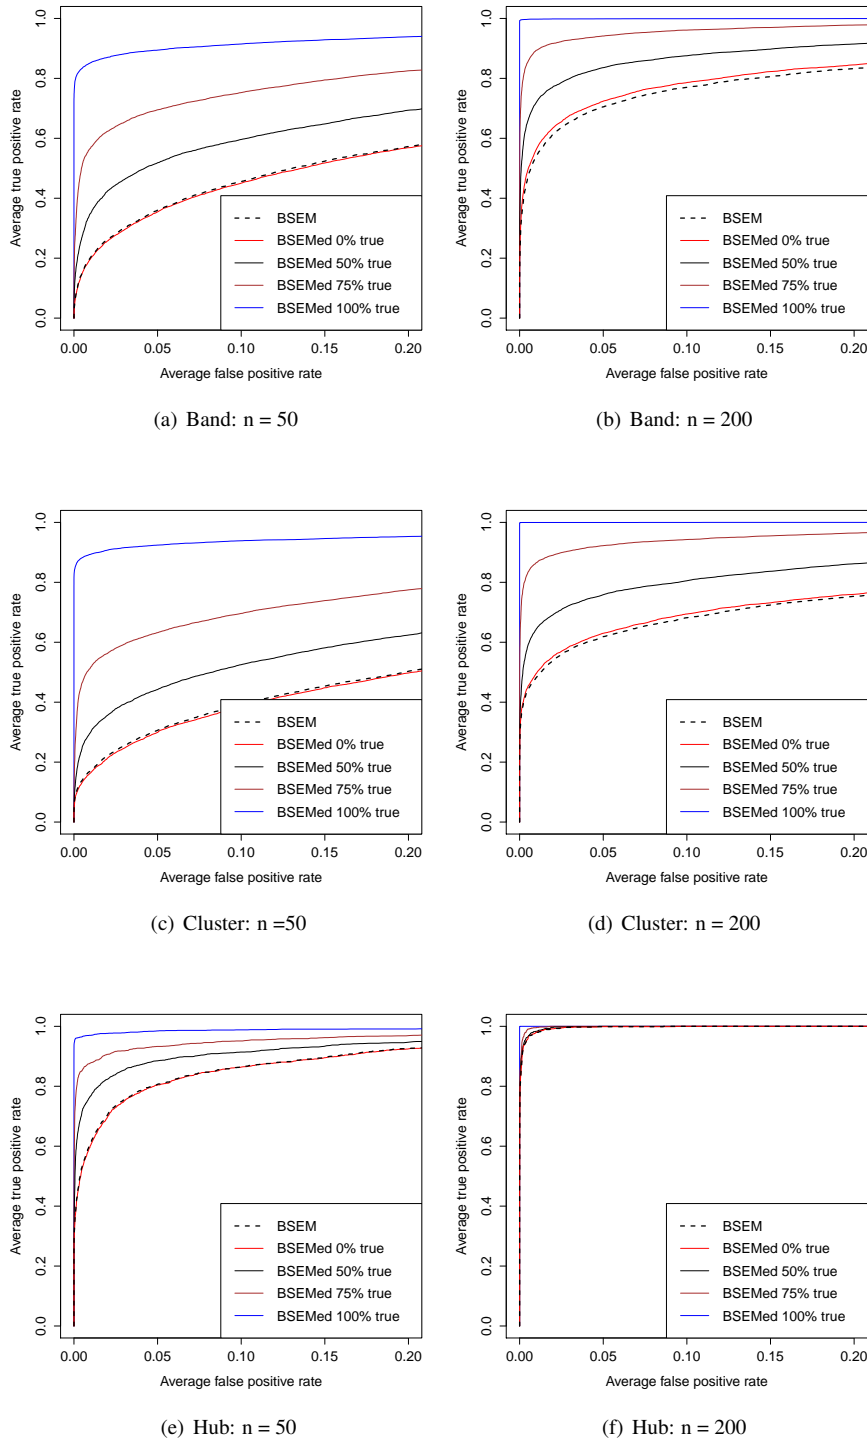 1.0
0.8
0.6
0.4
0.2
0.0
Average true positive rate
BSEM
BSEMed 0% true
BSEMed 50% true
BSEMed 75% true
BSEMed 100% true
0.00 0.05 0.10 0.15 0.20
Average false positive rate
(a) Band: n = 50
1.0
0.8
0.6
0.4
0.2
0.0
Average true positive rate
BSEM
BSEMed 0% true
BSEMed 50% true
BSEMed 75% true
BSEMed 100% true
0.00 0.05 0.10 0.15 0.20
Average false positive rate
(b) Band: n = 200
1.0
0.8
0.6
0.4
0.2
0.0
Average true positive rate
BSEM
BSEMed 0% true
BSEMed 50% true
BSEMed 75% true
BSEMed 100% true
0.00 0.05 0.10 0.15 0.20
Average false positive rate
(c) Cluster: n =50
1.0
0.8
0.6
0.4
0.2
0.0
Average true positive rate
BSEM
BSEMed 0% true
BSEMed 50% true
BSEMed 75% true
BSEMed 100% true
0.00 0.05 0.10 0.15 0.20
Average false positive rate
(d) Cluster: n = 200
1.0
0.8
0.6
0.4
0.2
0.0
Average true positive rate
BSEM
BSEMed 0% true
BSEMed 50% true
BSEMed 75% true
BSEMed 100% true
0.00 0.05 0.10 0.15 0.20
Average false positive rate
(e) Hub: n = 50
1.0
0.8
0.6
0.4
0.2
0.0
Average true positive rate
BSEM
BSEMed 0% true
BSEMed 50% true
BSEMed 75% true
BSEMed 100% true
0.00 0.05 0.10 0.15 0.20
Average false positive rate
(f) Hub: n = 200